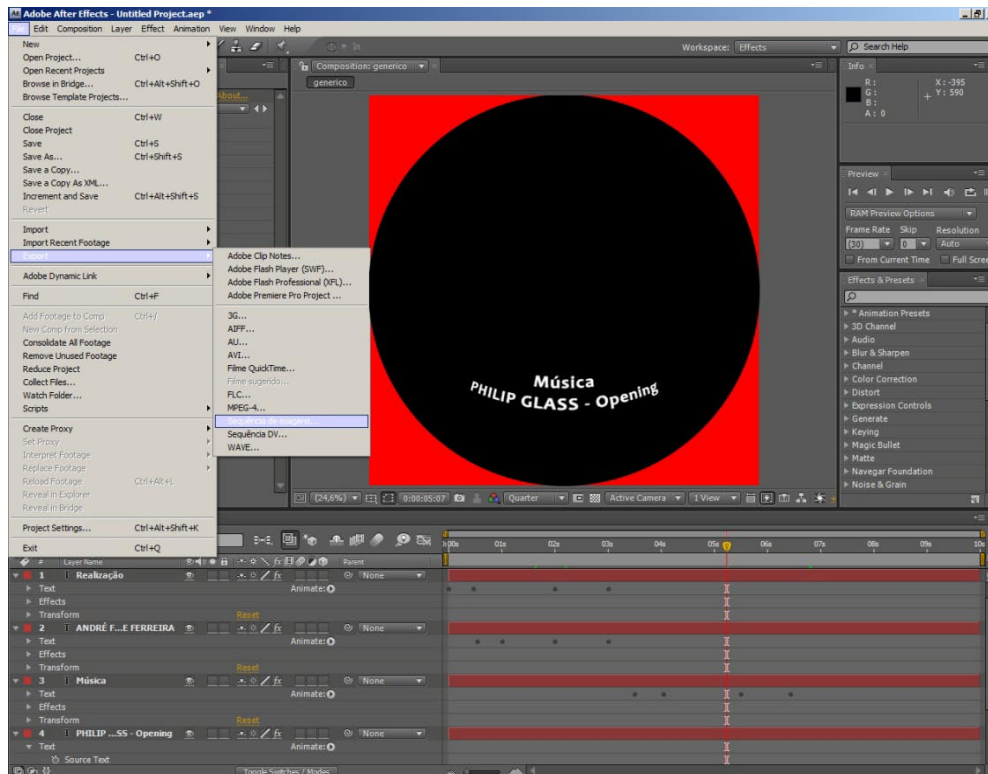 Adobe After Effects - Untitled Project.aep *
Edit Composition Layer Effect Animation View Window Help
Workspace: Effects
Search Help
New
Open Project... Ctrl+O
Open Recent Projects
Browse in Bridge... Ctrl+Alt+Shift+O
Browse Template Projects...
Close Ctrl+W
Close Project
Save Ctrl+S
Save As... Ctrl+Shift+S
Save a Copy...
Save a Copy As XML...
Increment and Save Ctrl+Alt+Shift+S
Revert
Import
Import Recent Footage
Export
Adobe Dynamic Link
Find Ctrl+F
Add Footage to Comp Ctrl+/
New Comp from Selection
Consolidate All Footage
Remove Unused Footage
Reduce Project
Collect Files...
Watch Folder...
Scripts
Create Proxy
Set Proxy
Interpret Footage
Replace Footage
Reload Footage Ctrl+Alt+L
Reveal in Explorer
Reveal in Bridge
Project Settings... Ctrl+Alt+Shift+K
Exit Ctrl+Q
Adobe Clip Notes...
Adobe Flash Player (SWF)...
Adobe Flash Professional (XFL)...
Adobe Premiere Pro Project ...
3G...
AIFF...
AU...
AVI...
Filme QuickTime...
Filme sugerido...
FLC...
MPEG-4...
Sequência de imagens...
Sequência DV...
WAVE...
About...
Composition: generico
generico
Música
PHILIP GLASS - Opening
(24,6%) 0:00:05:07 Quarter Active Camera 1 View
Info
R : X : -395
G : Y : 590
B :
A : 0
Preview
RAM Preview Options
Frame Rate Skip Resolution
(30) 0 Auto
From Current Time Full Scree
Effects & Presets
* Animation Presets
3D Channel
Audio
Blur & Sharpen
Channel
Color Correction
Distort
Expression Controls
Generate
Keying
Magic Bullet
Matte
Navegar Foundation
Noise & Grain
01s 02s 03s 04s 05s 06s 07s 08s 09s 10s
# Layer Name Parent
1 T Realização None
Text Animate:
Effects
Transform Reset
2 T ANDRÉ F...E FERREIRA None
Text Animate:
Effects
Transform Reset
3 T Música None
Text Animate:
Effects
Transform Reset
4 T PHILIP ...SS - Opening None
Text Animate:
Source Text
Toggle Switches / Modes